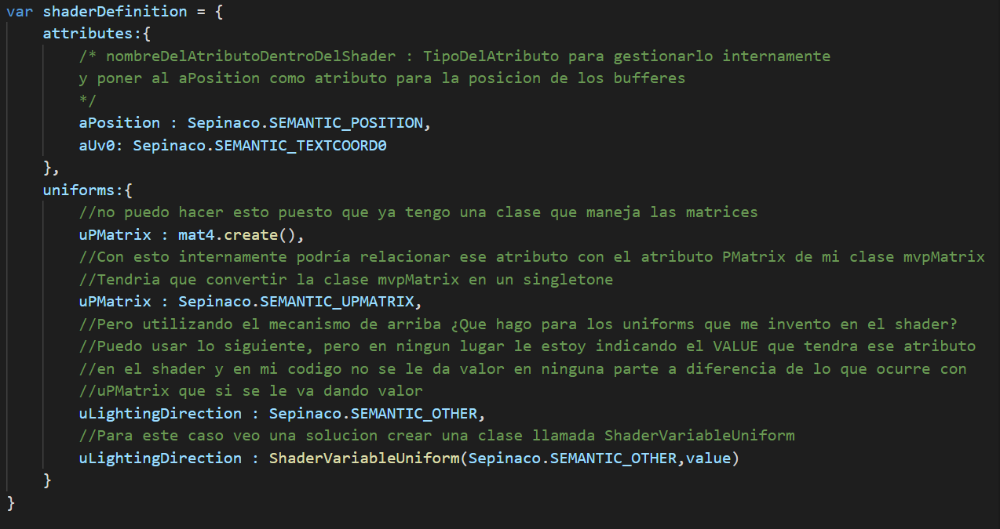 var shaderDefinition = {
attributes:{
/* nombreDelAtributoDentroDelShader : TipoDelAtributo para gestionarlo internamente
y poner al aPosition como atributo para la posicion de los bufferes
*/
aPosition : Sepinaco.SEMANTIC_POSITION,
aUv0: Sepinaco.SEMANTIC_TEXTCOORD0
},
uniforms:{
//no puedo hacer esto puesto que ya tengo una clase que maneja las matrices
uPMatrix : mat4.create(),
//Con esto internamente podría relacionar ese atributo con el atributo PMatrix de mi clase mvpMatrix
//Tendria que convertir la clase mvpMatrix en un singletone
uPMatrix : Sepinaco.SEMANTIC_UPMATRIX,
//Pero utilizando el mecanismo de arriba ¿Que hago para los uniforms que me invento en el shader?
//Puedo usar lo siguiente, pero en ningun lugar le estoy indicando el VALUE que tendra ese atributo
//en el shader y en mi codigo no se le da valor en ninguna parte a diferencia de lo que ocurre con
//uPMatrix que si se le va dando valor
uLightingDirection : Sepinaco.SEMANTIC_OTHER,
//Para este caso veo una solucion crear una clase llamada ShaderVariableUniform
uLightingDirection : ShaderVariableUniform(Sepinaco.SEMANTIC_OTHER,value)
}
}